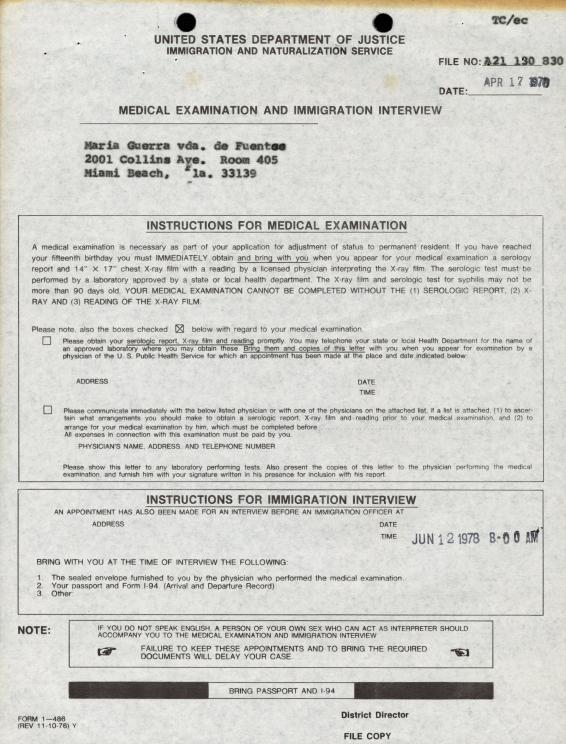 TC/ec
UNITED STATES DEPARTMENT OF JUSTICE
IMMIGRATION AND NATURALIZATION SERVICE
FILE NO: A21 190 830
DATE: APR 17 1978
MEDICAL EXAMINATION AND IMMIGRATION INTERVIEW
Maria Guerra vda. de Fuentes
2001 Collins Aye. Room 405
Miami Beach, la. 33139
INSTRUCTIONS FOR MEDICAL EXAMINATION
A medical examination is necessary as part of your application for adjustment of status to permanent resident. If you have reached
your fifteenth birthday you must IMMEDIATELY obtain and bring with you when you appear for your medical examination a serology
report and 14" X 17" chest X-ray film with a reading by a licensed physician interpreting the X-ray film. The serologic test must be
performed by a laboratory approved by a state or local health department. The X-ray film and serologic test for syphilis may not be
more than 90 days old. YOUR MEDICAL EXAMINATION CANNOT BE COMPLETED WITHOUT THE (1) SEROLOGIC REPORT, (2) X-
RAY AND (3) READING OF THE X-RAY FILM.
Please note, also the boxes checked ☒ below with regard to your medical examination.
Please obtain your serologic report, X-ray film and reading promptly. You may telephone your state or local Health Department for the name of
an approved laboratory where you may obtain these. Bring them and copies of this letter with you when you appear for examination by a
physician of the U. S. Public Health Service for which an appointment has been made at the place and date indicated below:
ADDRESS DATE
TIME
Please communicate immediately with the below listed physician or with one of the physicians on the attached list, if a list is attached, (1) to ascer-
tain what arrangements you should make to obtain a serologic report, X-ray film and reading prior to your medical examination, and (2) to
arrange for your medical examination by him, which must be completed before
All expenses in connection with this examination must be paid by you.
PHYSICIAN'S NAME, ADDRESS, AND TELEPHONE NUMBER
Please show this letter to any laboratory performing tests. Also present the copies of this letter to the physician performing the medical
examination, and furnish him with your signature written in his presence for inclusion with his report.
INSTRUCTIONS FOR IMMIGRATION INTERVIEW
AN APPOINTMENT HAS ALSO BEEN MADE FOR AN INTERVIEW BEFORE AN IMMIGRATION OFFICER AT
ADDRESS DATE
TIME JUN 12 1978 8-00 AM
BRING WITH YOU AT THE TIME OF INTERVIEW THE FOLLOWING:
1. The sealed envelope furnished to you by the physician who performed the medical examination.
2. Your passport and Form I-94. (Arrival and Departure Record)
3. Other:
NOTE: IF YOU DO NOT SPEAK ENGLISH, A PERSON OF YOUR OWN SEX WHO CAN ACT AS INTERPRETER SHOULD
ACCOMPANY YOU TO THE MEDICAL EXAMINATION AND IMMIGRATION INTERVIEW
FAILURE TO KEEP THESE APPOINTMENTS AND TO BRING THE REQUIRED
DOCUMENTS WILL DELAY YOUR CASE
BRING PASSPORT AND I-94
District Director
FORM 1—486
(REV 11-10-76) Y
FILE COPY